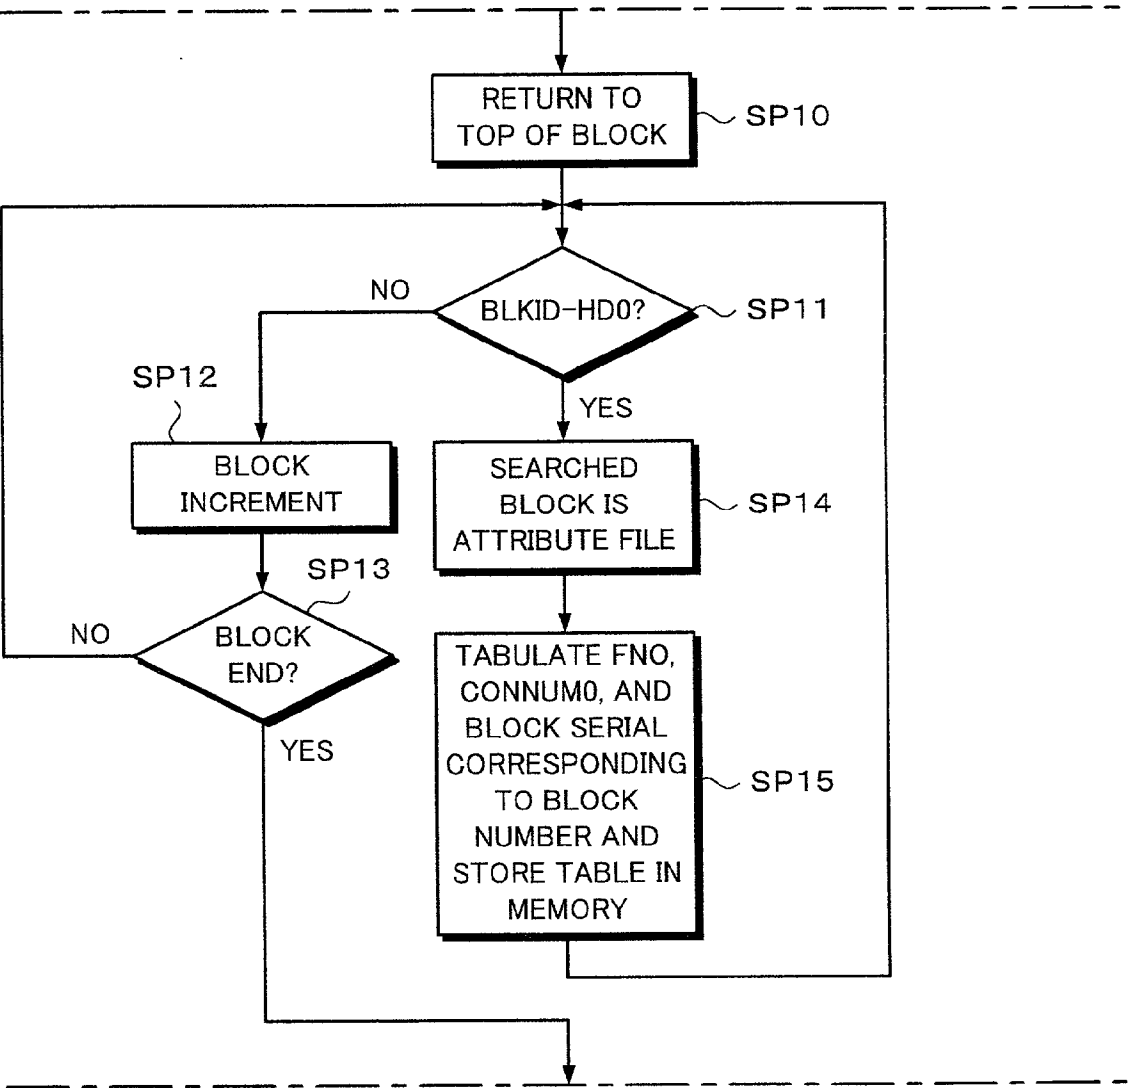 RETURN TO
TOP OF BLOCK
SP10
BLKID-HD0?
SP11
NO
YES
SP12
BLOCK
INCREMENT
SEARCHED
BLOCK IS
ATTRIBUTE FILE
SP14
SP13
BLOCK
END?
NO
YES
TABULATE FNO,
CONNUM0, AND
BLOCK SERIAL
CORRESPONDING
TO BLOCK
NUMBER AND
STORE TABLE IN
MEMORY
SP15